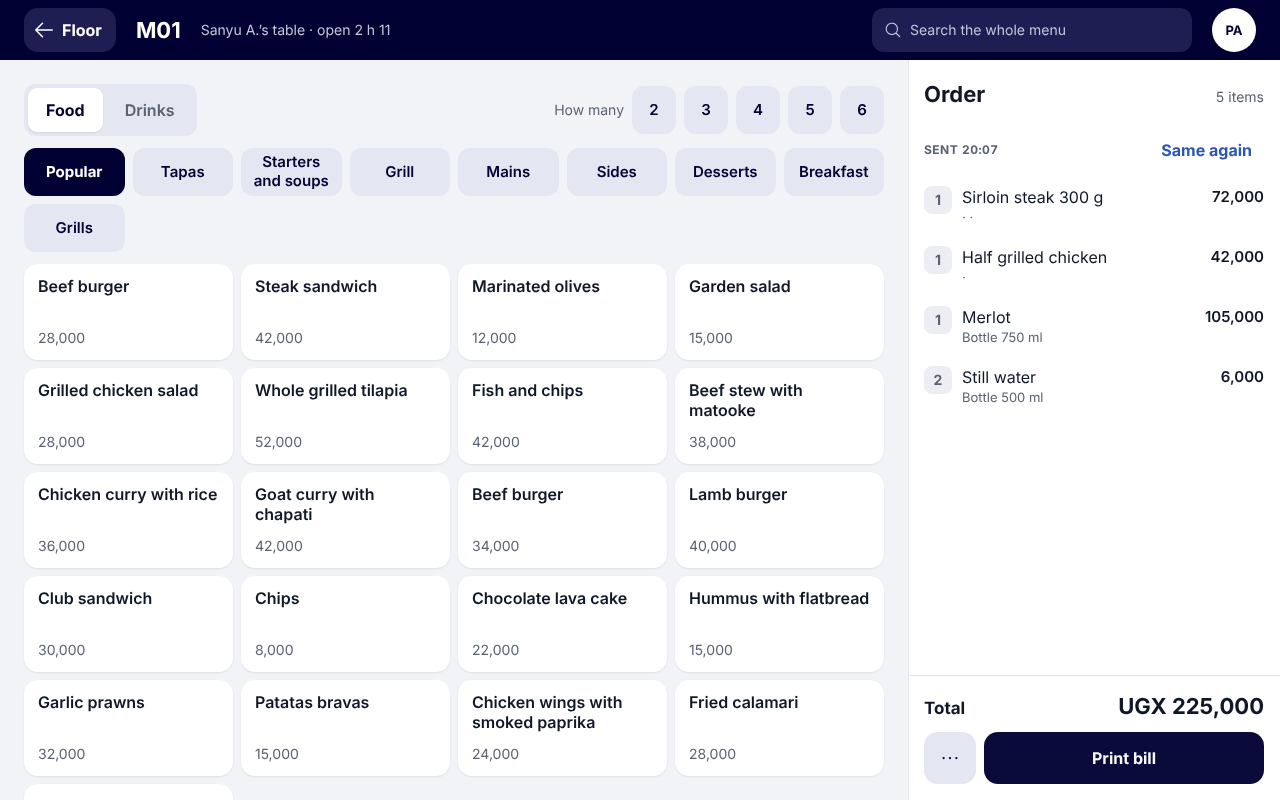 Floor
M01
Sanyu A.’s table · open 2 h 11
Search the whole menu
PA
Food
Drinks
How many
2
3
4
5
6
Popular
Tapas
Starters
and soups
Grill
Mains
Sides
Desserts
Breakfast
Grills
Beef burger
28,000
Steak sandwich
42,000
Marinated olives
12,000
Garden salad
15,000
Grilled chicken salad
28,000
Whole grilled tilapia
52,000
Fish and chips
42,000
Beef stew with
matooke
38,000
Chicken curry with rice
36,000
Goat curry with
chapati
42,000
Beef burger
34,000
Lamb burger
40,000
Club sandwich
30,000
Chips
8,000
Chocolate lava cake
22,000
Hummus with flatbread
15,000
Garlic prawns
32,000
Patatas bravas
15,000
Chicken wings with
smoked paprika
24,000
Fried calamari
28,000
Order
5 items
SENT 20:07
Same again
1 Sirloin steak 300 g 72,000
· ·
1 Half grilled chicken 42,000
·
1 Merlot 105,000
Bottle 750 ml
2 Still water 6,000
Bottle 500 ml
Total
UGX 225,000
···
Print bill